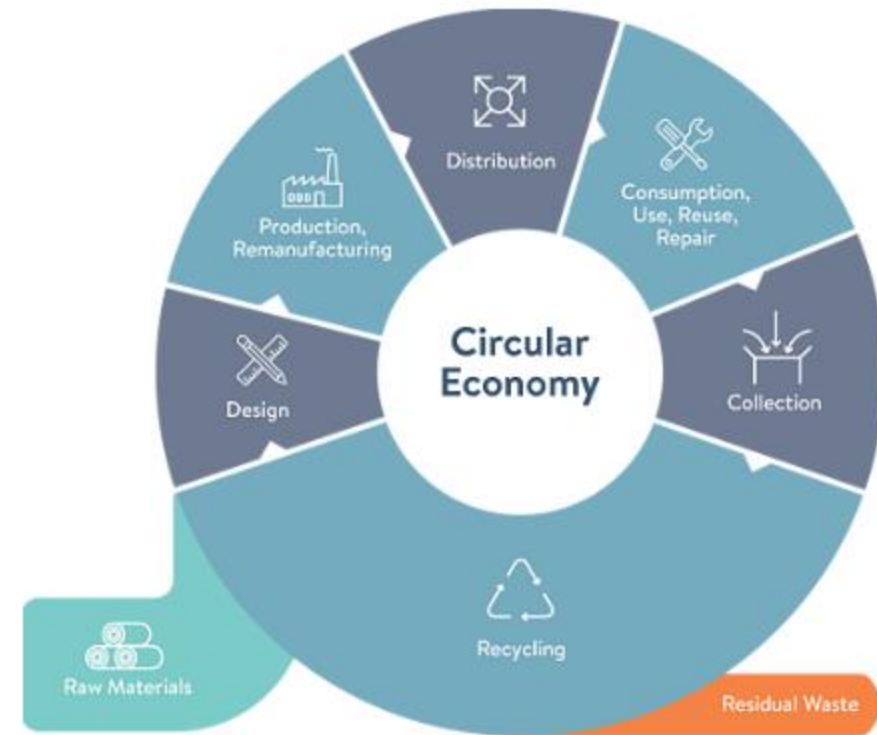 Distribution
Consumption,
Use, Reuse,
Repair
Production,
Remanufacturing
Circular
Economy
Design
Collection
Recycling
Raw Materials
Residual Waste